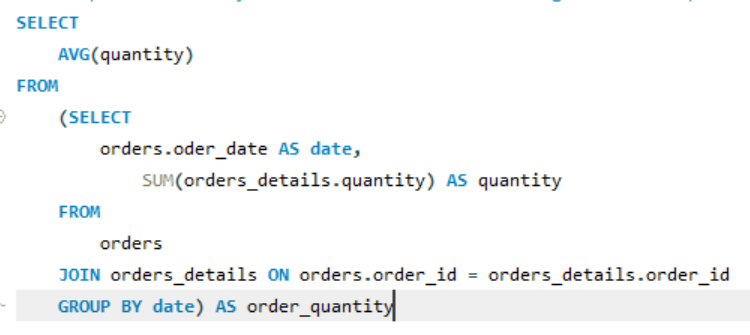 SELECT
AVG(quantity)
FROM
(SELECT
orders.oder_date AS date,
SUM(orders_details.quantity) AS quantity
FROM
orders
JOIN orders_details ON orders.order_id = orders_details.order_id
GROUP BY date) AS order_quantity